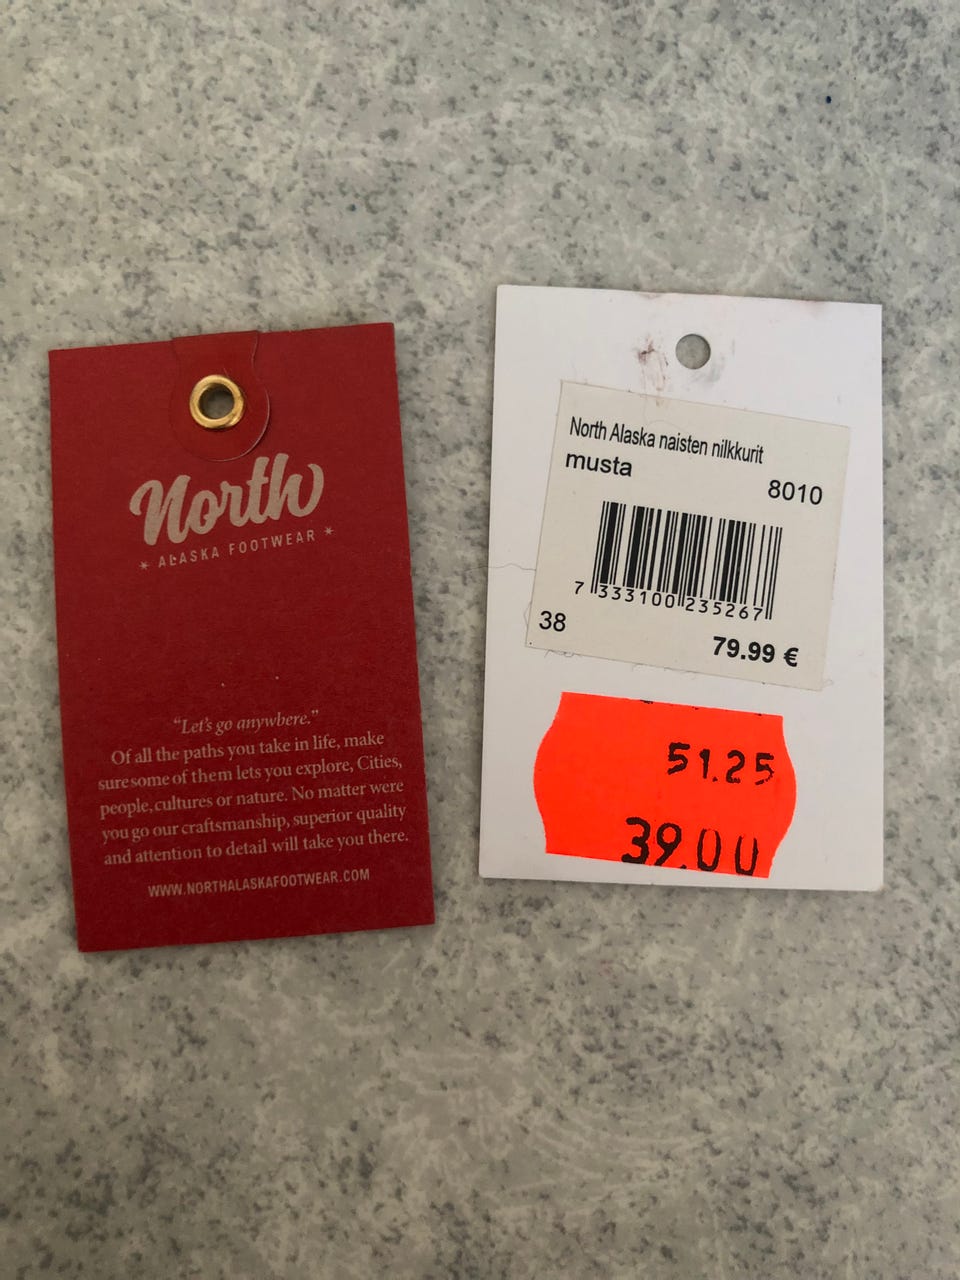 North
* ALASKA FOOTWEAR *
“Let's go anywhere.”
Of all the paths you take in life, make
sure some of them lets you explore, Cities,
people, cultures or nature. No matter were
you go our craftsmanship, superior quality
and attention to detail will take you there.
WWW.NORTHALASKAFOOTWEAR.COM
North Alaska naisten nilkkurit
musta
8010
7 333100 235267
38
79.99 €
51.25
39.00